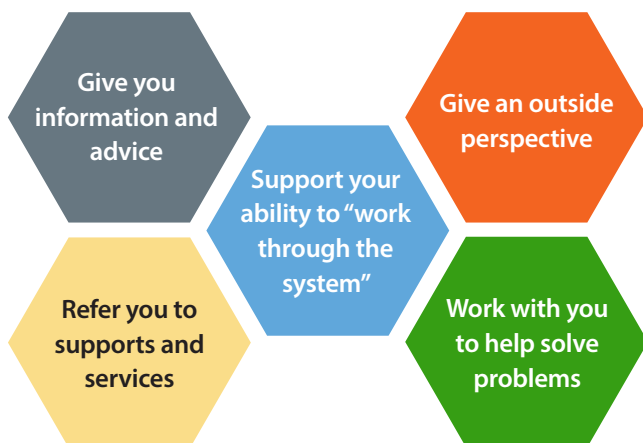 Give you
information and
advice
Give an outside
perspective
Support your
ability to “work
through the
system”
Refer you to
supports and
services
Work with you
to help solve
problems